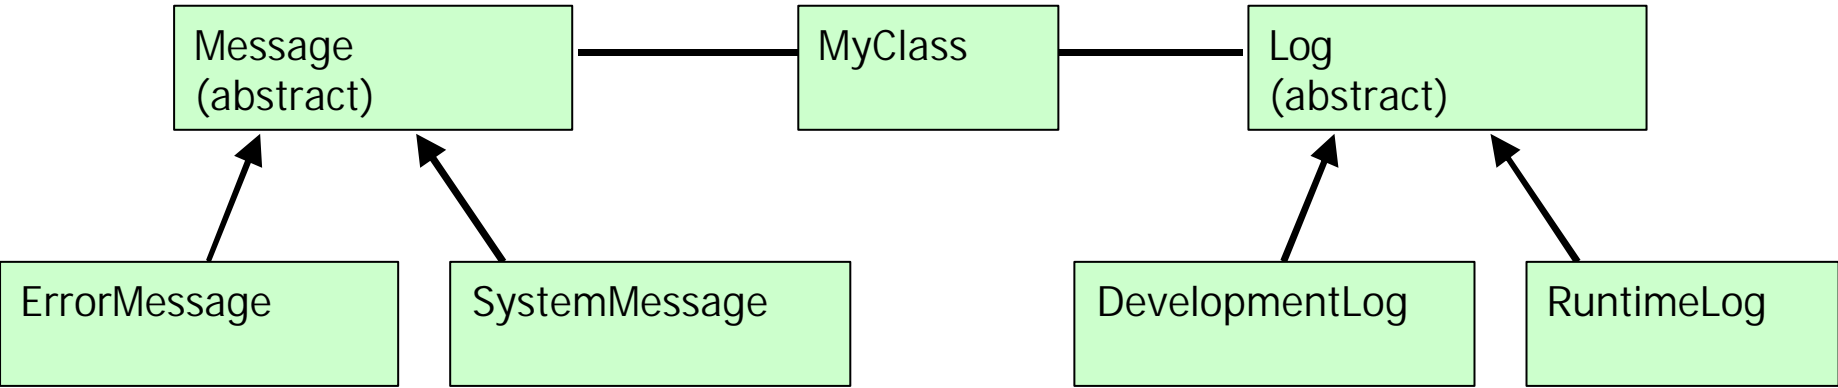 Message
(abstract)
MyClass
Log
(abstract)
ErrorMessage
SystemMessage
DevelopmentLog
RuntimeLog